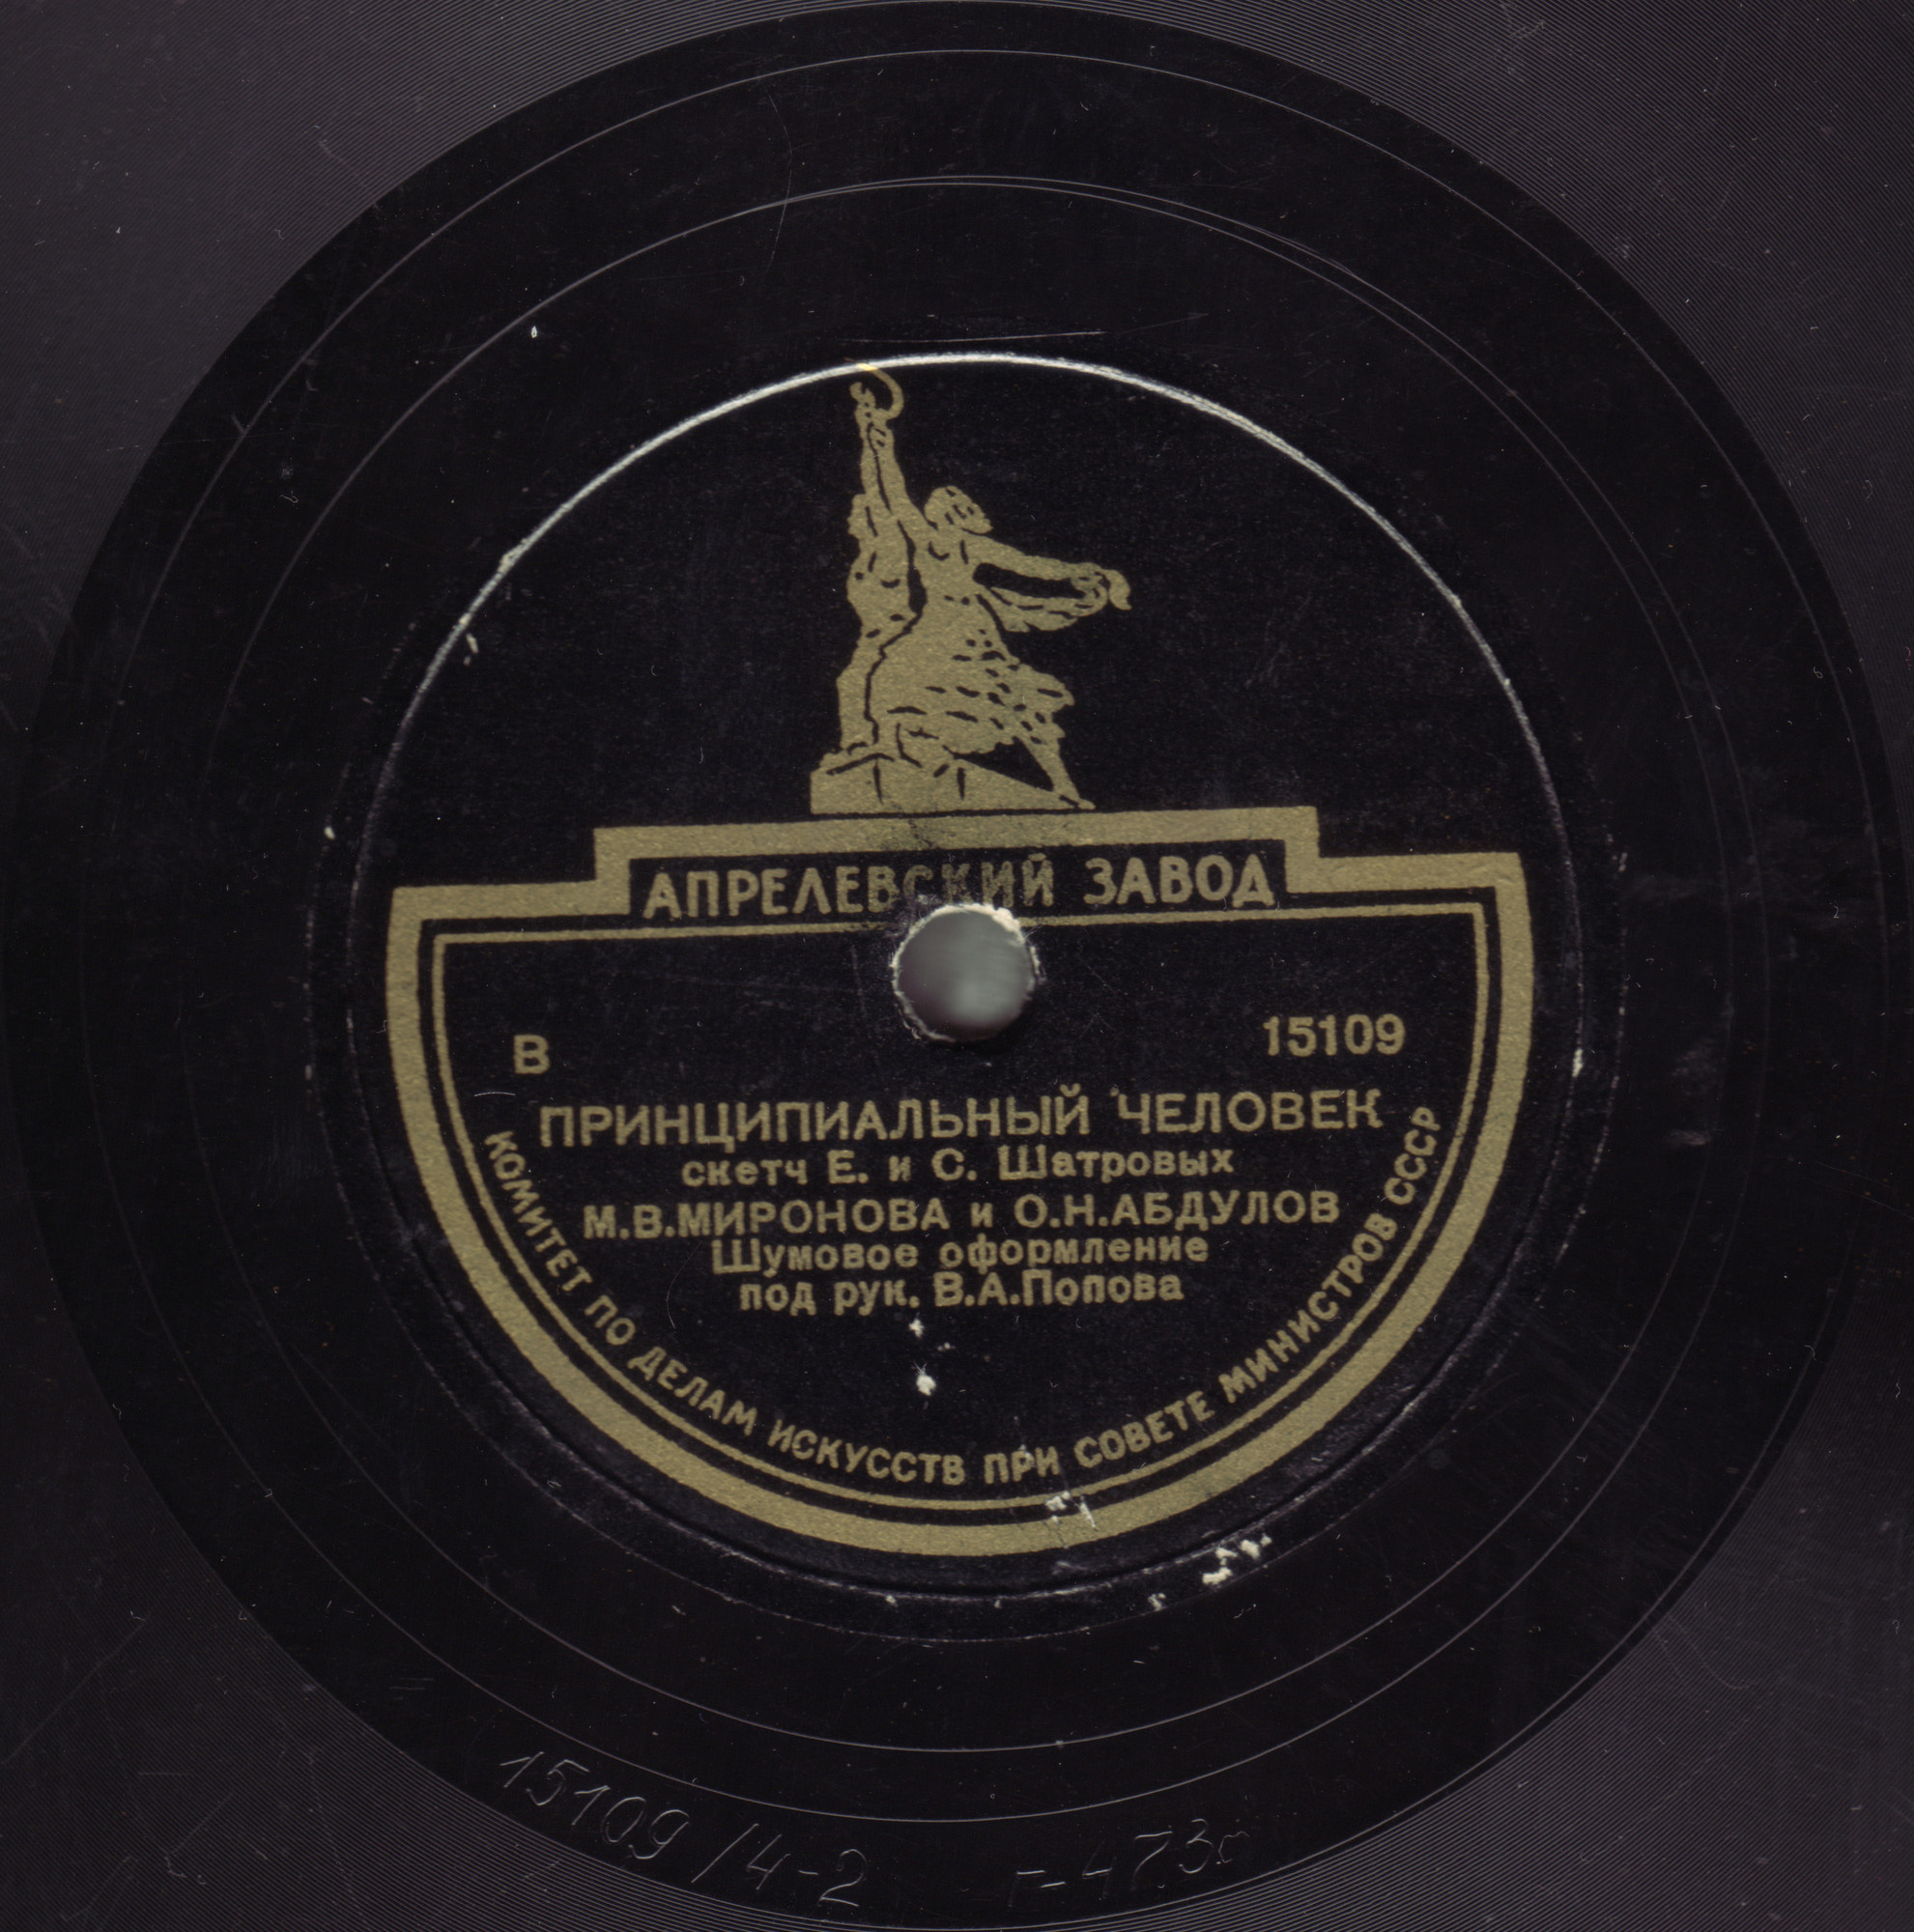 АПРЕЛЕВСКИЙ ЗАВОД
В 15109
ПРИНЦИПИАЛЬНЫЙ ЧЕЛОВЕК
скетч Е. и С. Шатровых
М.В.МИРОНОВА и О.Н.АБДУЛОВ
Шумовое оформление
под рук. В.А.Попова
КОМИТЕТ ПО ДЕЛАМ ИСКУССТВ ПРИ СОВЕТЕ МИНИСТРОВ СССР
15109/4-2